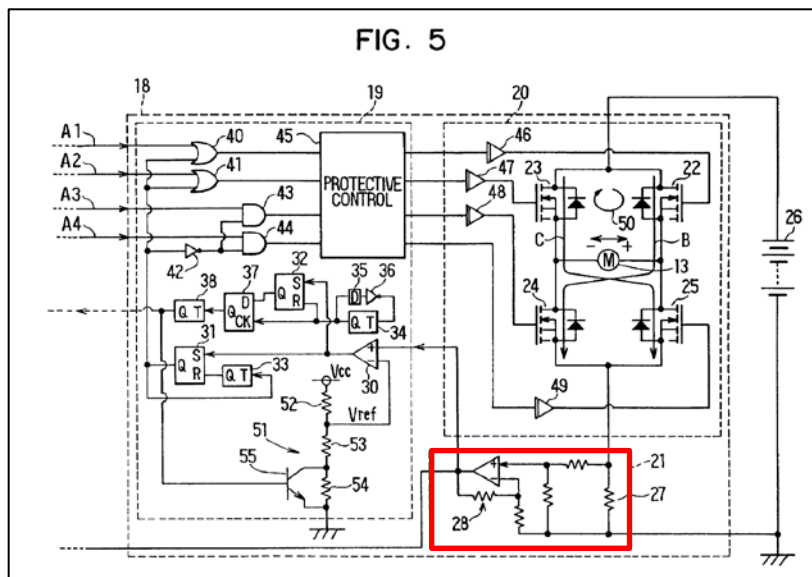 FIG. 5
18
19
20
A1
40
45
46
A2
41
47
23
22
A3
43
PROTECTIVE
CONTROL
48
50
26
A4
44
C
B
- +
M
42
32
13
38
37
35
36
24
25
Q T
Q D CK
Q S R
D
Q T
34
31
Q S R
33
Q T
30
49
Vcc
52
Vref
51
53
55
54
21
27
28
+
-
+
-